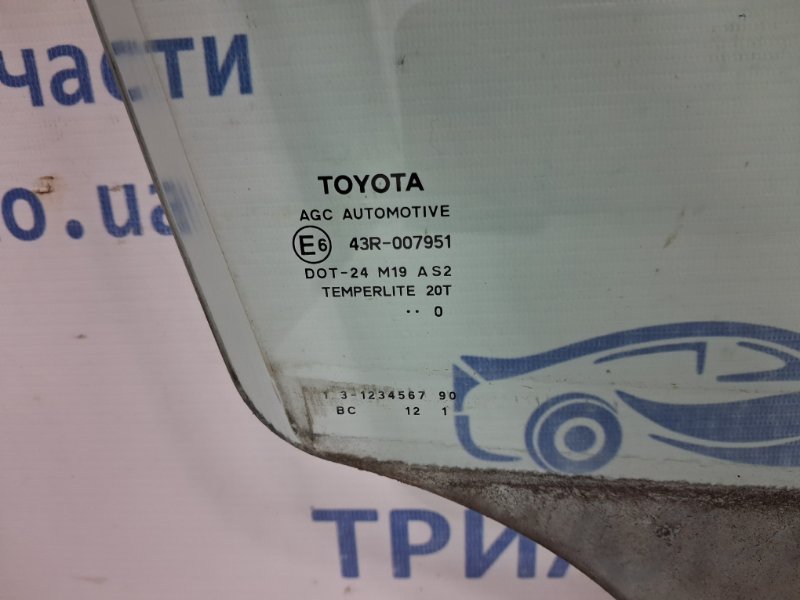 части
o.ua
TOYOTA
AGC AUTOMOTIVE
E6 43R-007951
DOT-24 M19 AS2
TEMPERLITE 20T
·· 0
1 3-1234567 90
BC 12 1
ТРИА